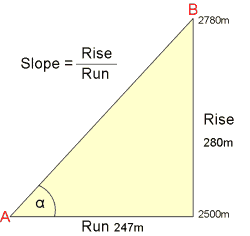 B
2780m
Slope = Rise
Run
Rise
280m
α
A
2500m
Run 247m